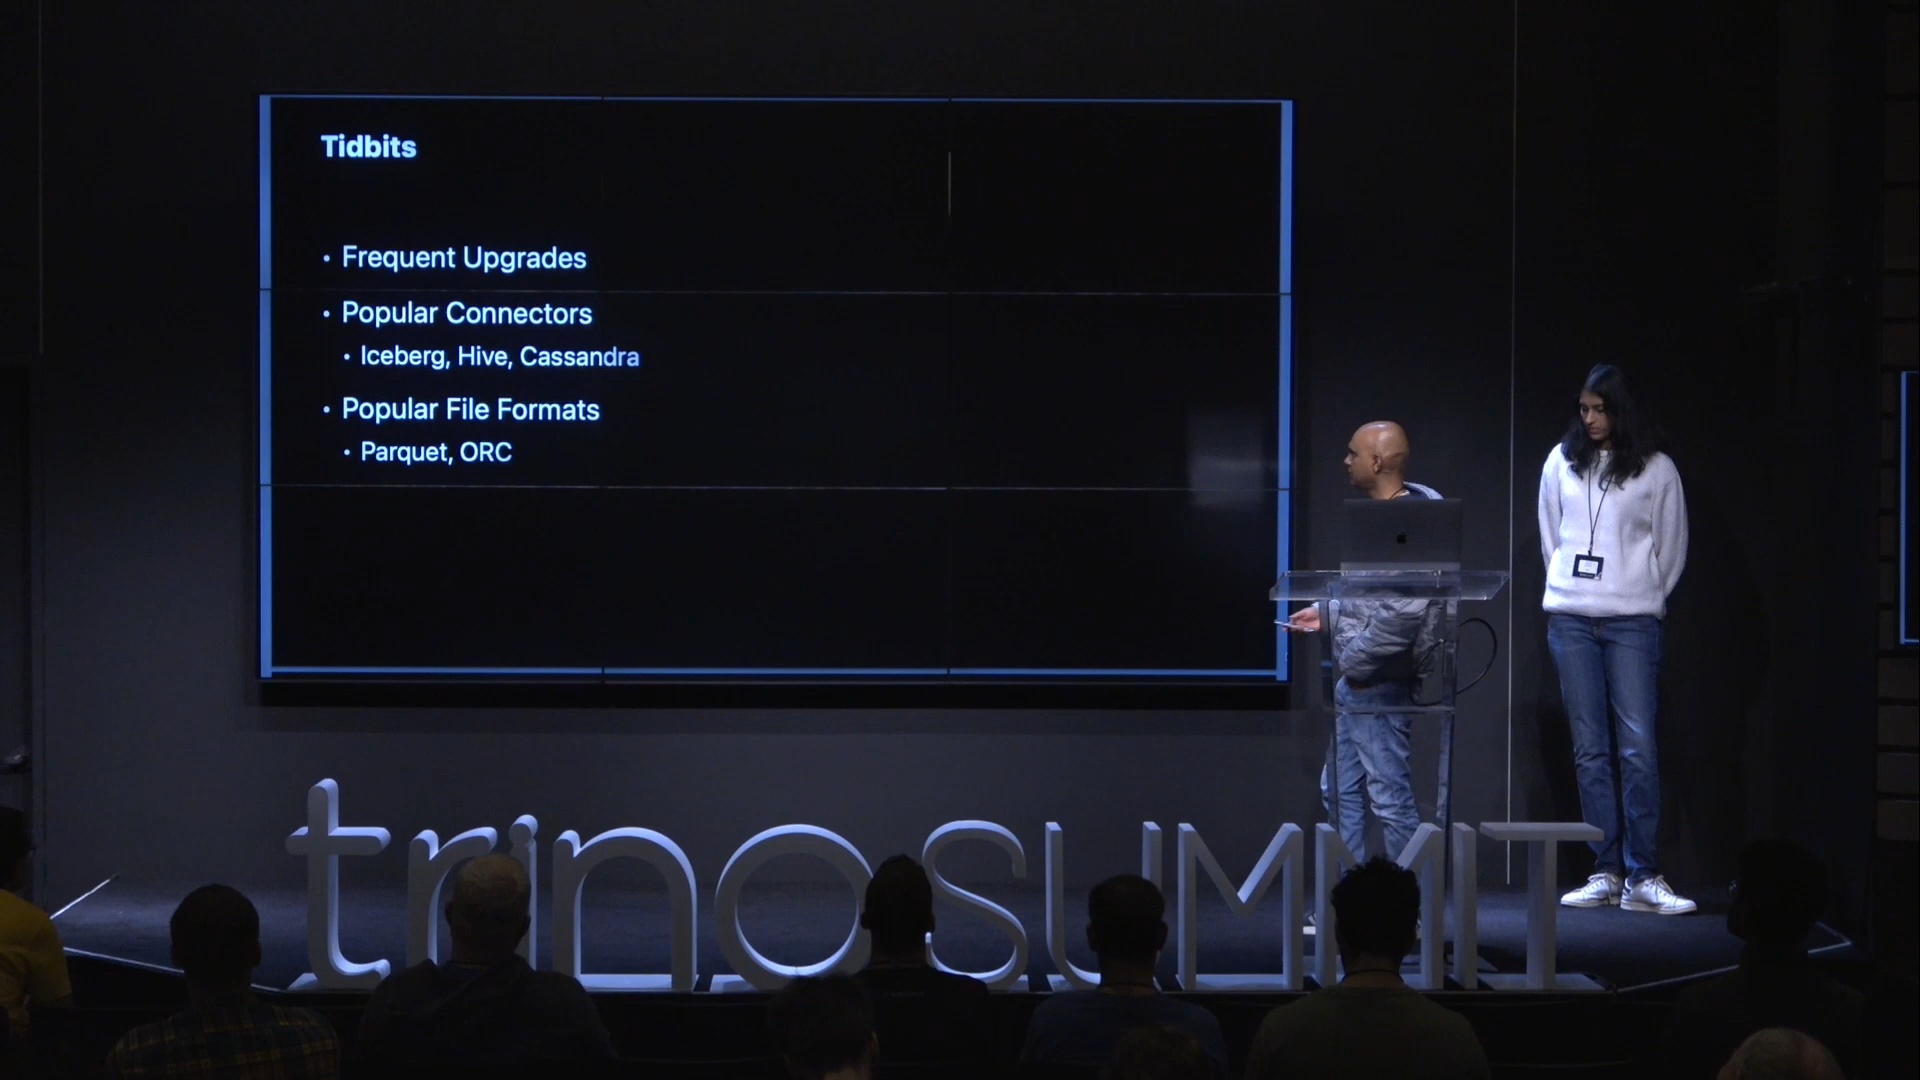 Tidbits
• Frequent Upgrades
• Popular Connectors
• Iceberg, Hive, Cassandra
• Popular File Formats
• Parquet, ORC
trinoSUMMIT